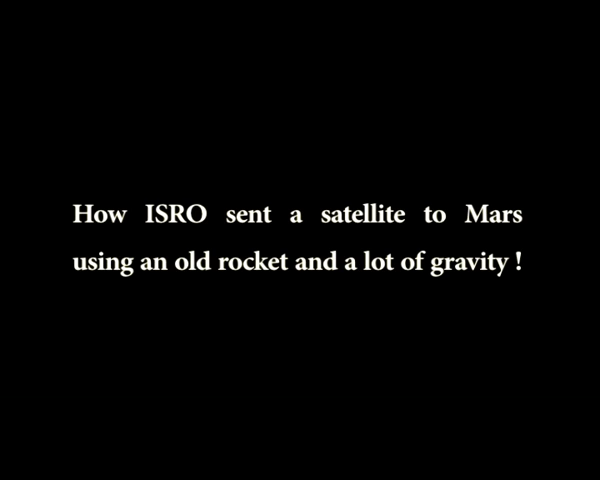 How ISRO sent a satellite to Mars
using an old rocket and a lot of gravity !